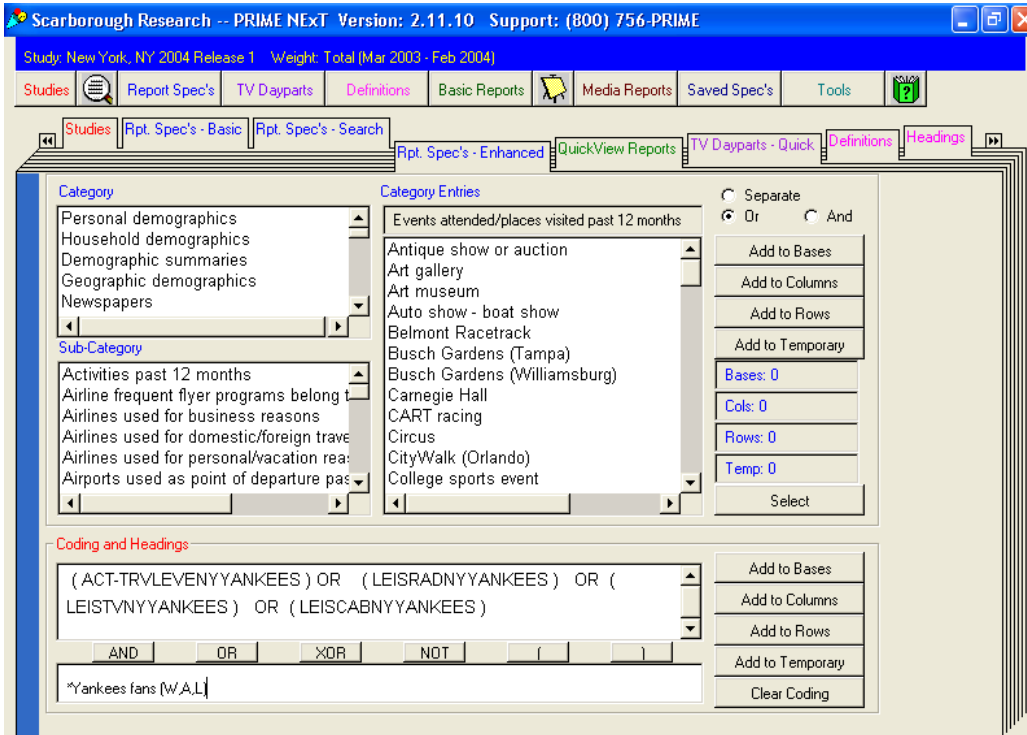 Scarborough Research -- PRIME NExT Version: 2.11.10 Support: (800) 756-PRIME
Study: New York, NY 2004 Release 1 Weight: Total (Mar 2003 - Feb 2004)
Studies Report Spec's TV Dayparts Definitions Basic Reports Media Reports Saved Spec's Tools
Studies Rpt. Spec's - Basic Rpt. Spec's - Search
Rpt. Spec's - Enhanced QuickView Reports TV Dayparts - Quick Definitions Headings
Category
Personal demographics
Household demographics
Demographic summaries
Geographic demographics
Newspapers
Sub-Category
Activities past 12 months
Airline frequent flyer programs belong t
Airlines used for business reasons
Airlines used for domestic/foreign trave
Airlines used for personal/vacation rea
Airports used as point of departure pas
Category Entries
Events attended/places visited past 12 months
Antique show or auction
Art gallery
Art museum
Auto show - boat show
Belmont Racetrack
Busch Gardens (Tampa)
Busch Gardens (Williamsburg)
Carnegie Hall
CART racing
Circus
CityWalk (Orlando)
College sports event
Separate
Or And
Add to Bases
Add to Columns
Add to Rows
Add to Temporary
Bases: 0
Cols: 0
Rows: 0
Temp: 0
Select
Coding and Headings
( ACT-TRVLEVENYYANKEES ) OR ( LEISRADNYYANKEES ) OR (
LEISTVNYYANKEES ) OR ( LEISCABNYYANKEES )
AND OR XOR NOT ( )
*Yankees fans (W,A,L)
Add to Bases
Add to Columns
Add to Rows
Add to Temporary
Clear Coding